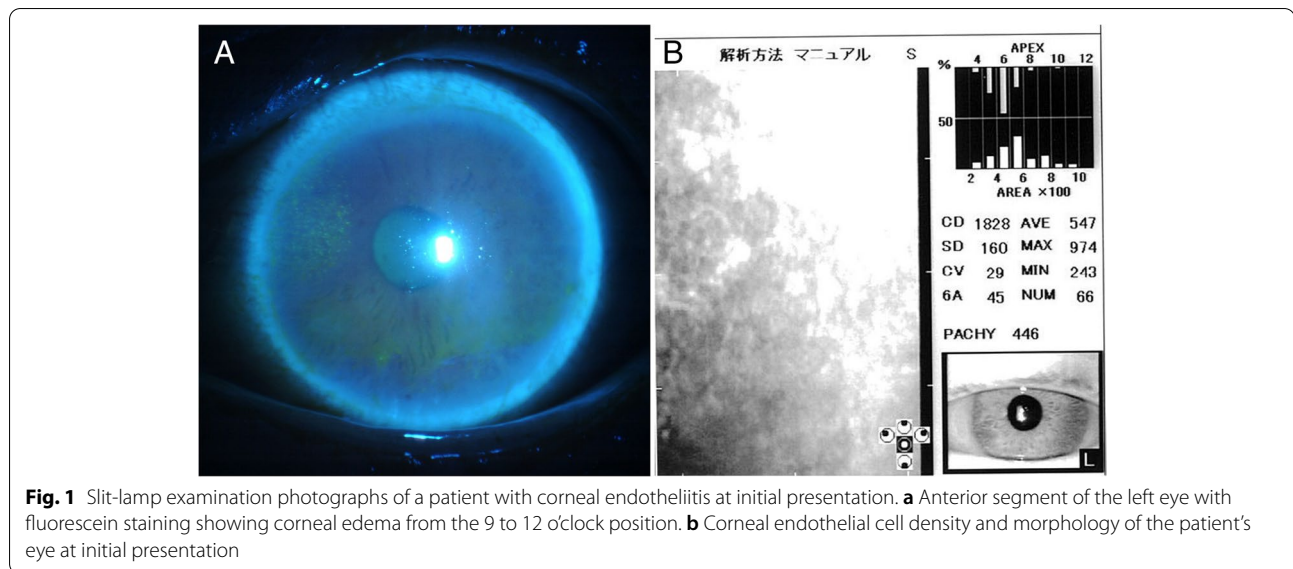 A
B
解析方法 マニュアル S
APEX
% 4 6 8 10 12
50
2 4 6 8 10
AREA ×100
CD 1828 AVE 547
SD 160 MAX 974
CV 29 MIN 243
6A 45 NUM 66
PACHY 446
L
Fig. 1 Slit-lamp examination photographs of a patient with corneal endotheliitis at initial presentation. a Anterior segment of the left eye with
fluorescein staining showing corneal edema from the 9 to 12 o'clock position. b Corneal endothelial cell density and morphology of the patient's
eye at initial presentation